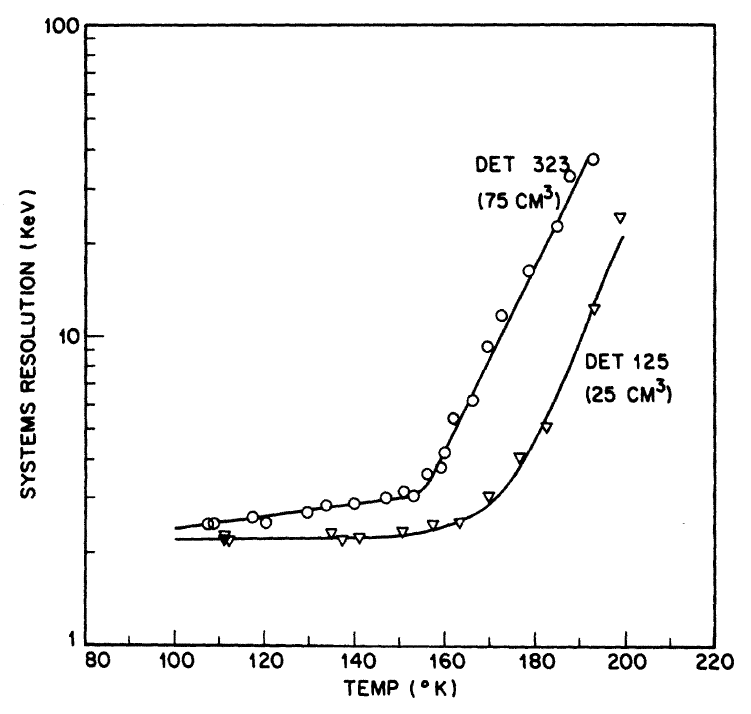 100
10
1
SYSTEMS RESOLUTION (KeV)
DET 323
(75 CM³)
DET 125
(25 CM³)
80 100 120 140 160 180 200 220
TEMP (°K)